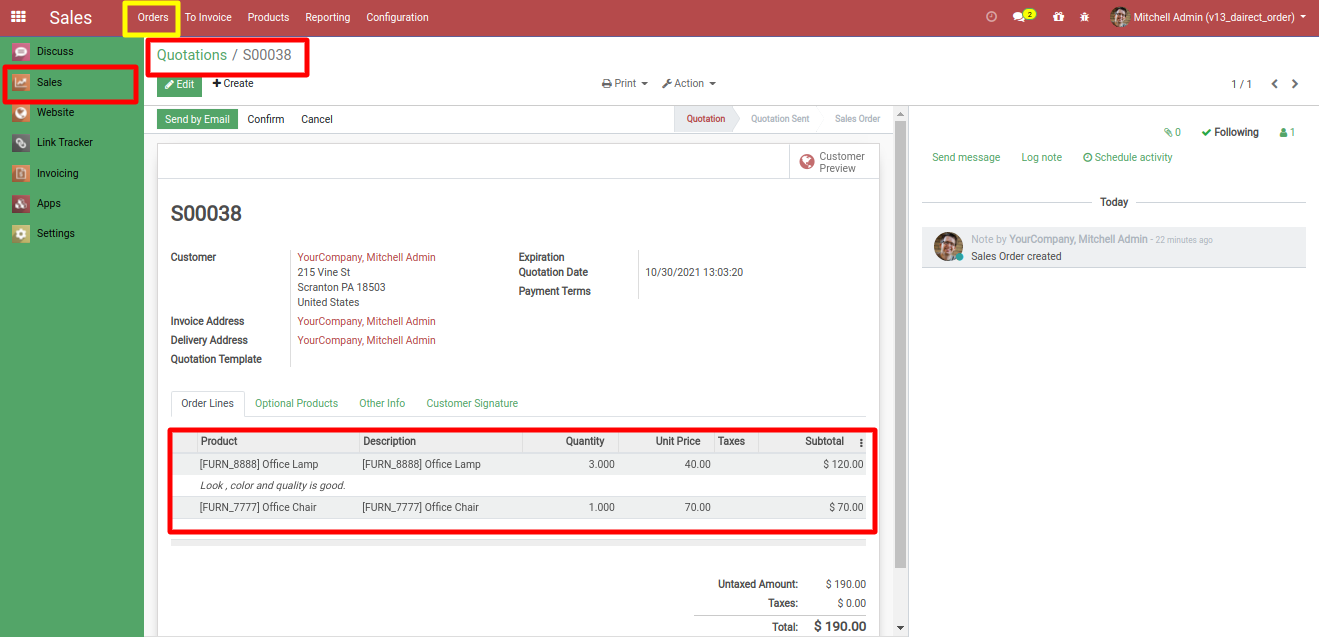 Sales Orders To Invoice Products Reporting Configuration 2 Mitchell Admin (v13_dairect_order)
Discuss
Sales
Website
Link Tracker
Invoicing
Apps
Settings
Quotations / S00038
Edit Create Print Action 1 / 1
Send by Email Confirm Cancel Quotation Quotation Sent Sales Order
Customer
Preview
S00038
Customer YourCompany, Mitchell Admin
215 Vine St
Scranton PA 18503
United States
Expiration
Quotation Date 10/30/2021 13:03:20
Payment Terms
Invoice Address YourCompany, Mitchell Admin
Delivery Address YourCompany, Mitchell Admin
Quotation Template
Order Lines Optional Products Other Info Customer Signature
Product Description Quantity Unit Price Taxes Subtotal
[FURN_8888] Office Lamp [FURN_8888] Office Lamp 3.000 40.00 $ 120.00
Look , color and quality is good.
[FURN_7777] Office Chair [FURN_7777] Office Chair 1.000 70.00 $ 70.00
Untaxed Amount: $ 190.00
Taxes: $ 0.00
Total: $ 190.00
0 Following 1
Send message Log note Schedule activity
Today
Note by YourCompany, Mitchell Admin - 22 minutes ago
Sales Order created